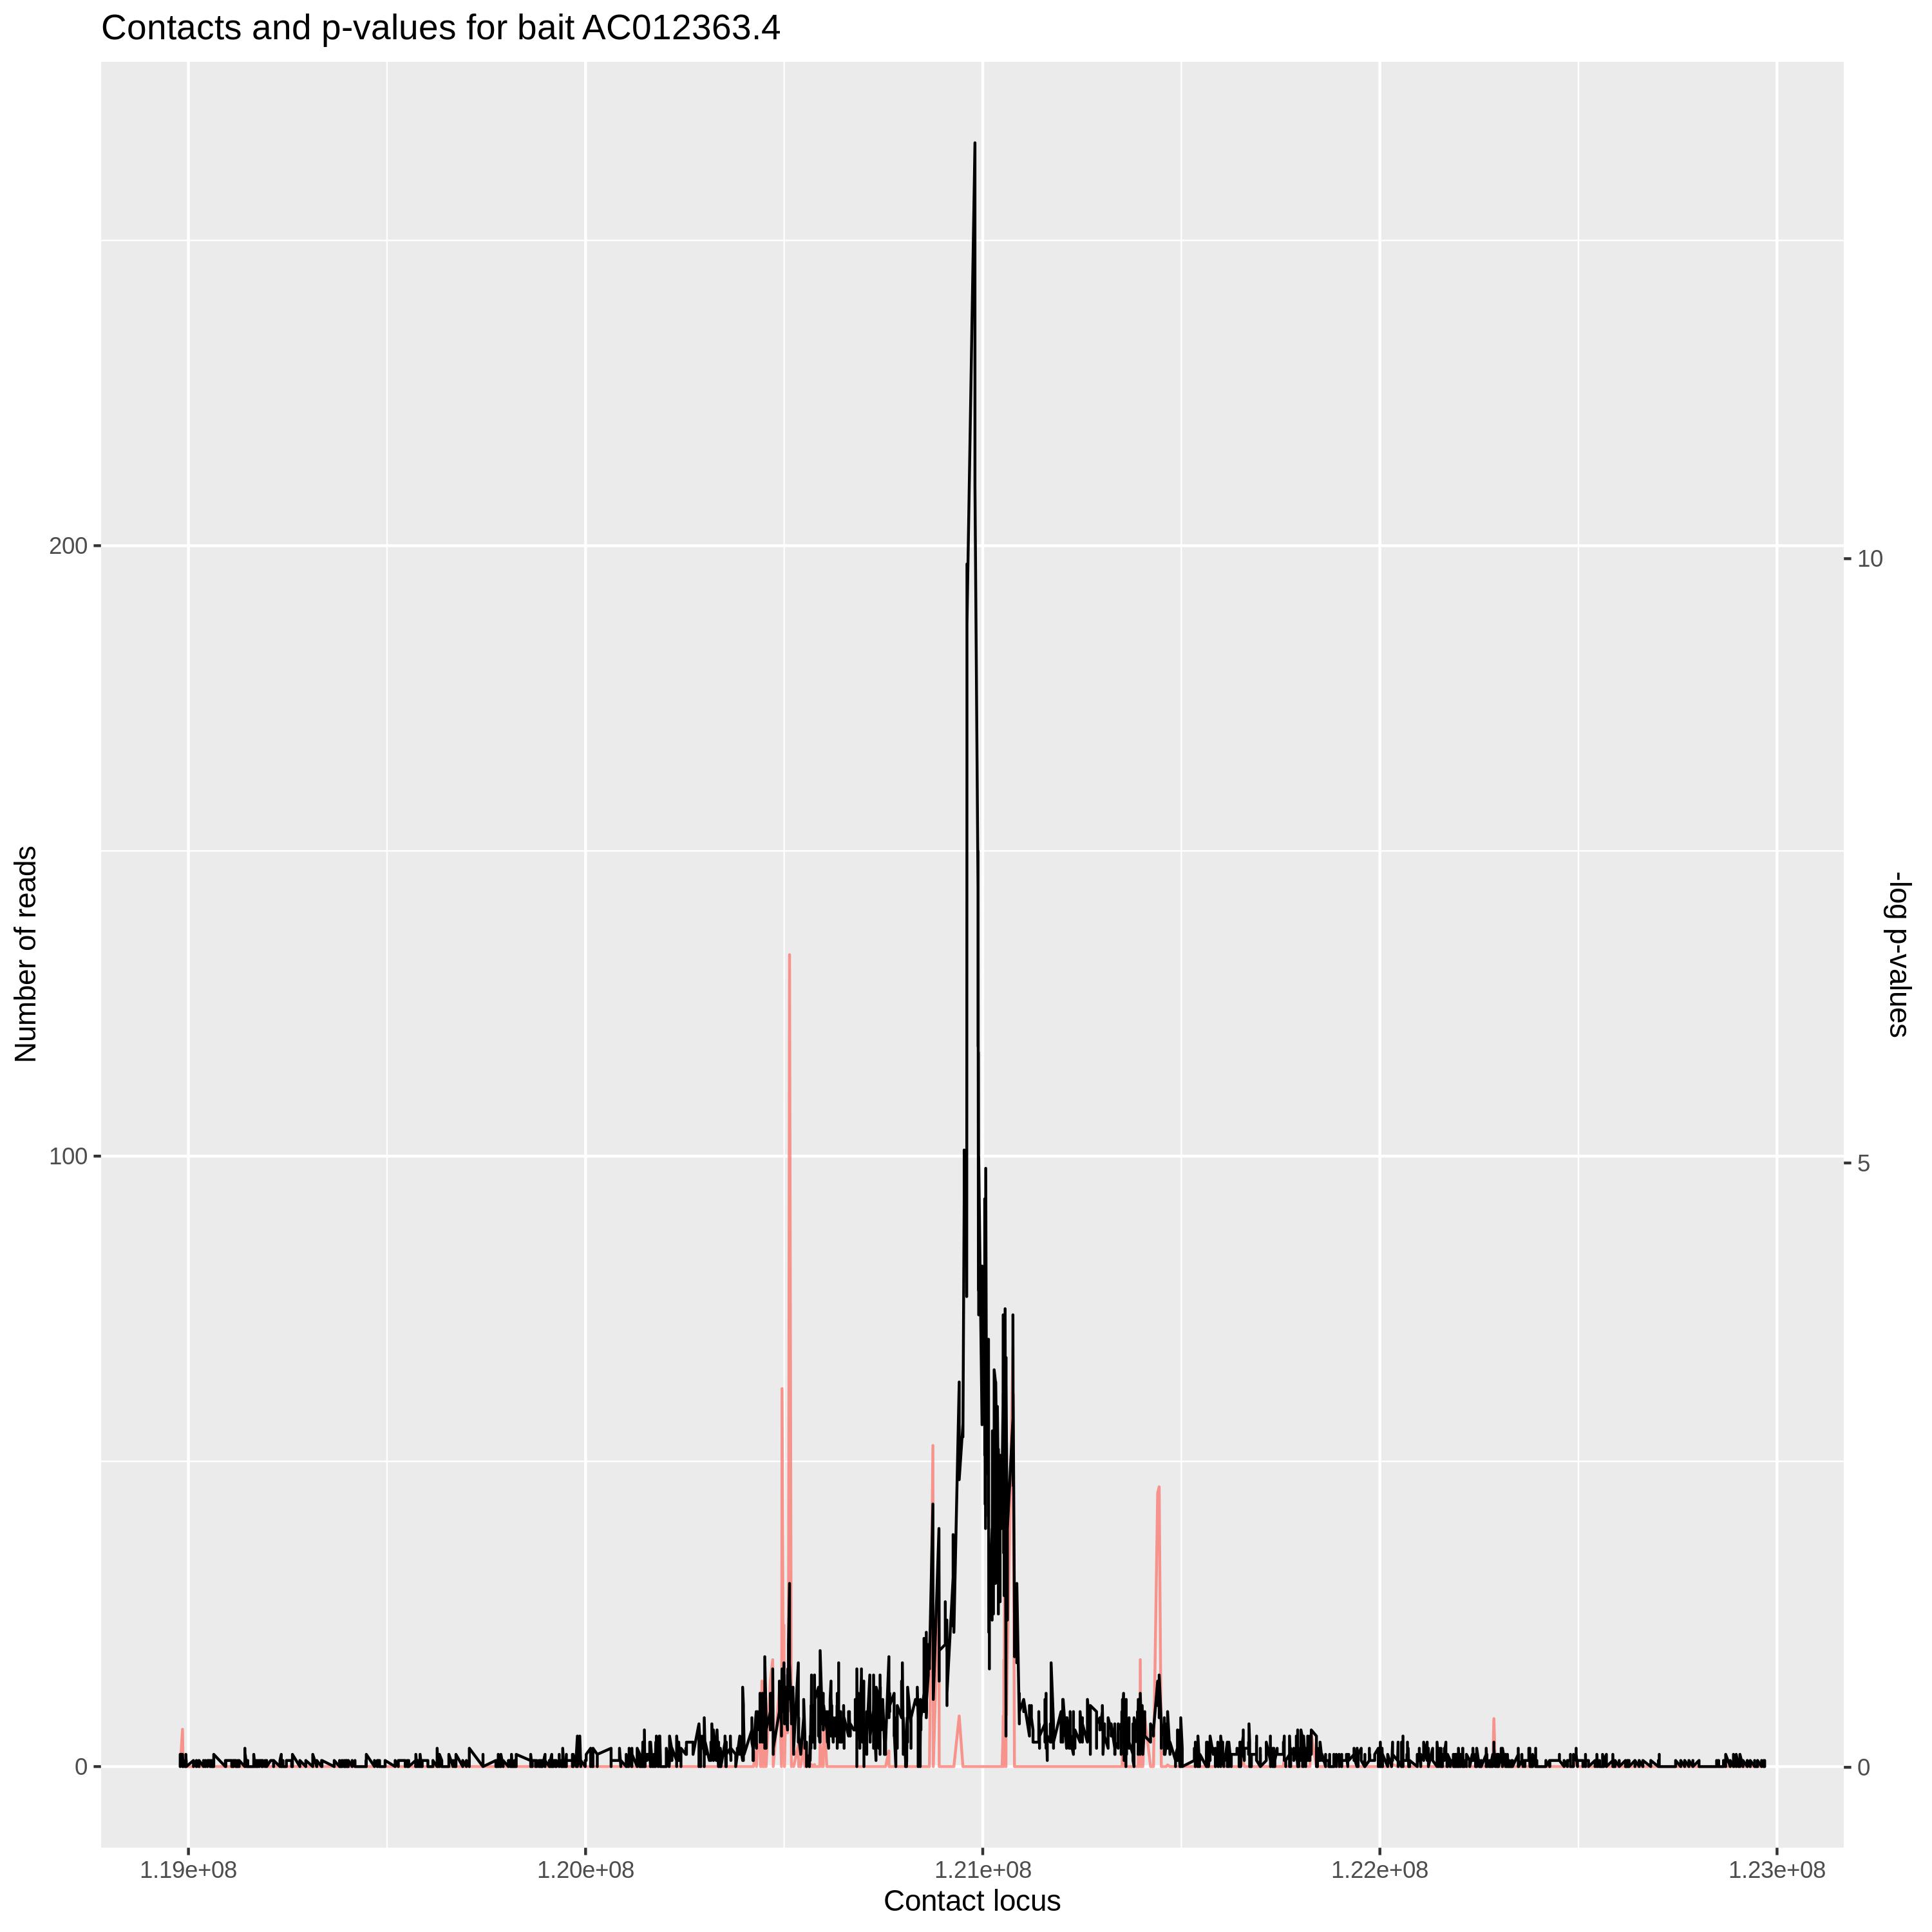 Contacts and p-values for bait AC012363.4
Number of reads
200
100
0
10
5
0
-log p-values
1.19e+08
1.20e+08
1.21e+08
1.22e+08
1.23e+08
Contact locus